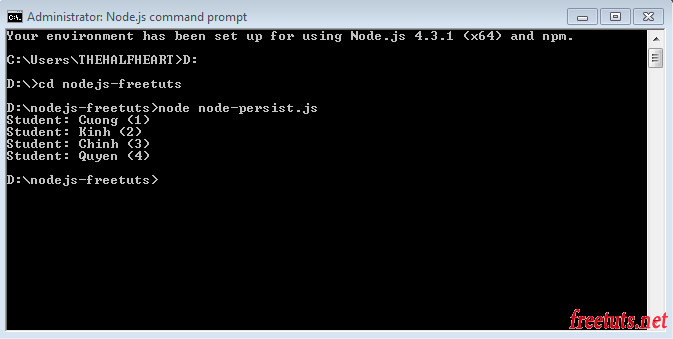 Administrator: Node.js command prompt
Your environment has been set up for using Node.js 4.3.1 (x64) and npm.
C:\Users\THEHALFHEART>D:
D:\>cd nodejs-freetuts
D:\nodejs-freetuts>node node-persist.js
Student: Cuong (1)
Student: Kinh (2)
Student: Chinh (3)
Student: Quyen (4)
D:\nodejs-freetuts>
freetuts.net